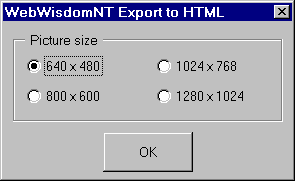 WebWisdomNT Export to HTML
Picture size
640 x 480 1024 x 768
800 x 600 1280 x 1024
OK